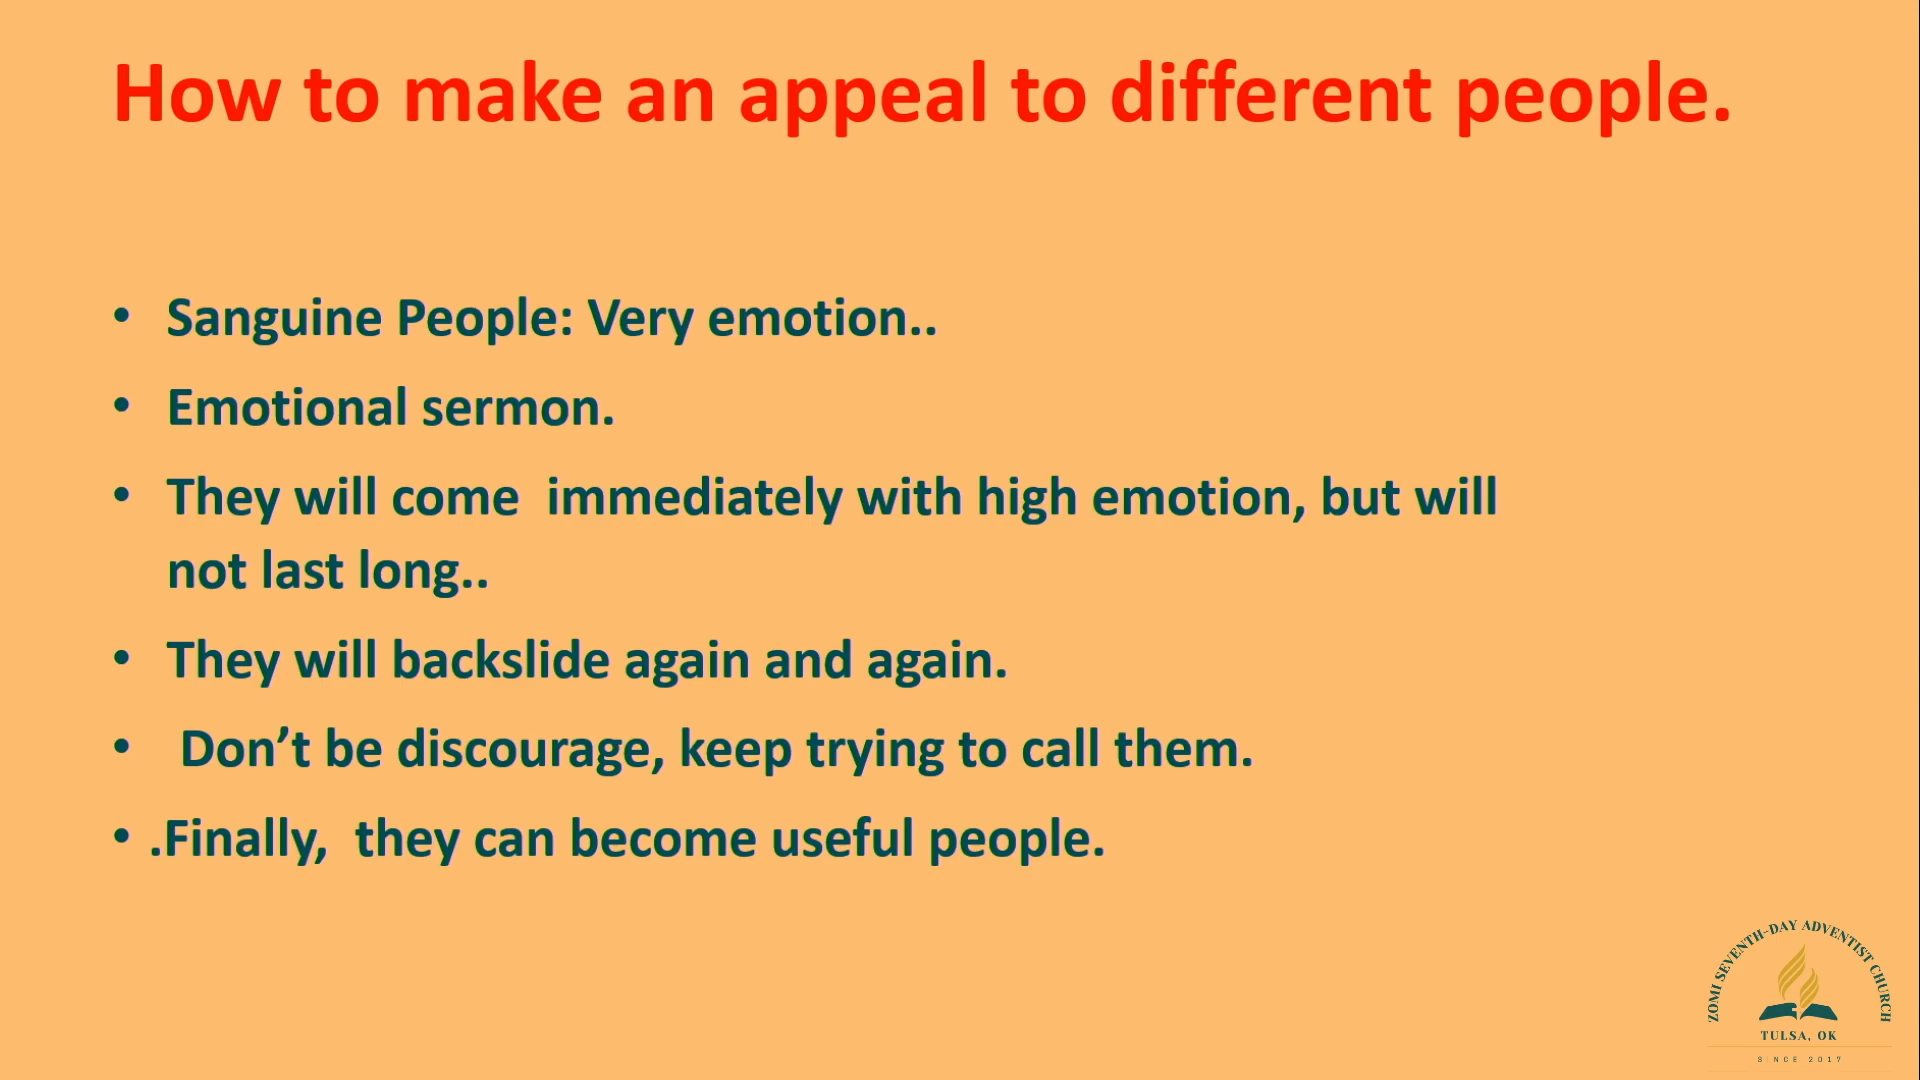 How to make an appeal to different people.
• Sanguine People: Very emotion..
• Emotional sermon.
• They will come  immediately with high emotion, but will
not last long..
• They will backslide again and again.
•  Don’t be discourage, keep trying to call them.
• .Finally,  they can become useful people.
ZOMI SEVENTH-DAY ADVENTIST CHURCH
TULSA, OK
SINCE 2017